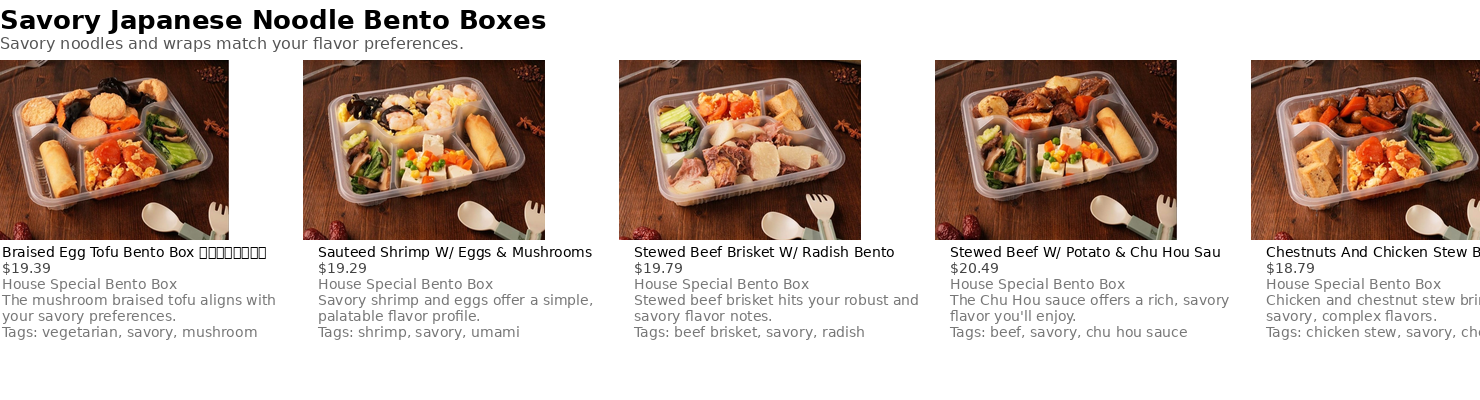 Savory Japanese Noodle Bento Boxes
Savory noodles and wraps match your flavor preferences.
Braised Egg Tofu Bento Box
$19.39
House Special Bento Box
The mushroom braised tofu aligns with
your savory preferences.
Tags: vegetarian, savory, mushroom
Sauteed Shrimp W/ Eggs & Mushrooms
$19.29
House Special Bento Box
Savory shrimp and eggs offer a simple,
palatable flavor profile.
Tags: shrimp, savory, umami
Stewed Beef Brisket W/ Radish Bento
$19.79
House Special Bento Box
Stewed beef brisket hits your robust and
savory flavor notes.
Tags: beef brisket, savory, radish
Stewed Beef W/ Potato & Chu Hou Sau
$20.49
House Special Bento Box
The Chu Hou sauce offers a rich, savory
flavor you'll enjoy.
Tags: beef, savory, chu hou sauce
Chestnuts And Chicken Stew
$18.79
House Special Bento Box
Chicken and chestnut stew
savory, complex flavors.
Tags: chicken stew, savory,